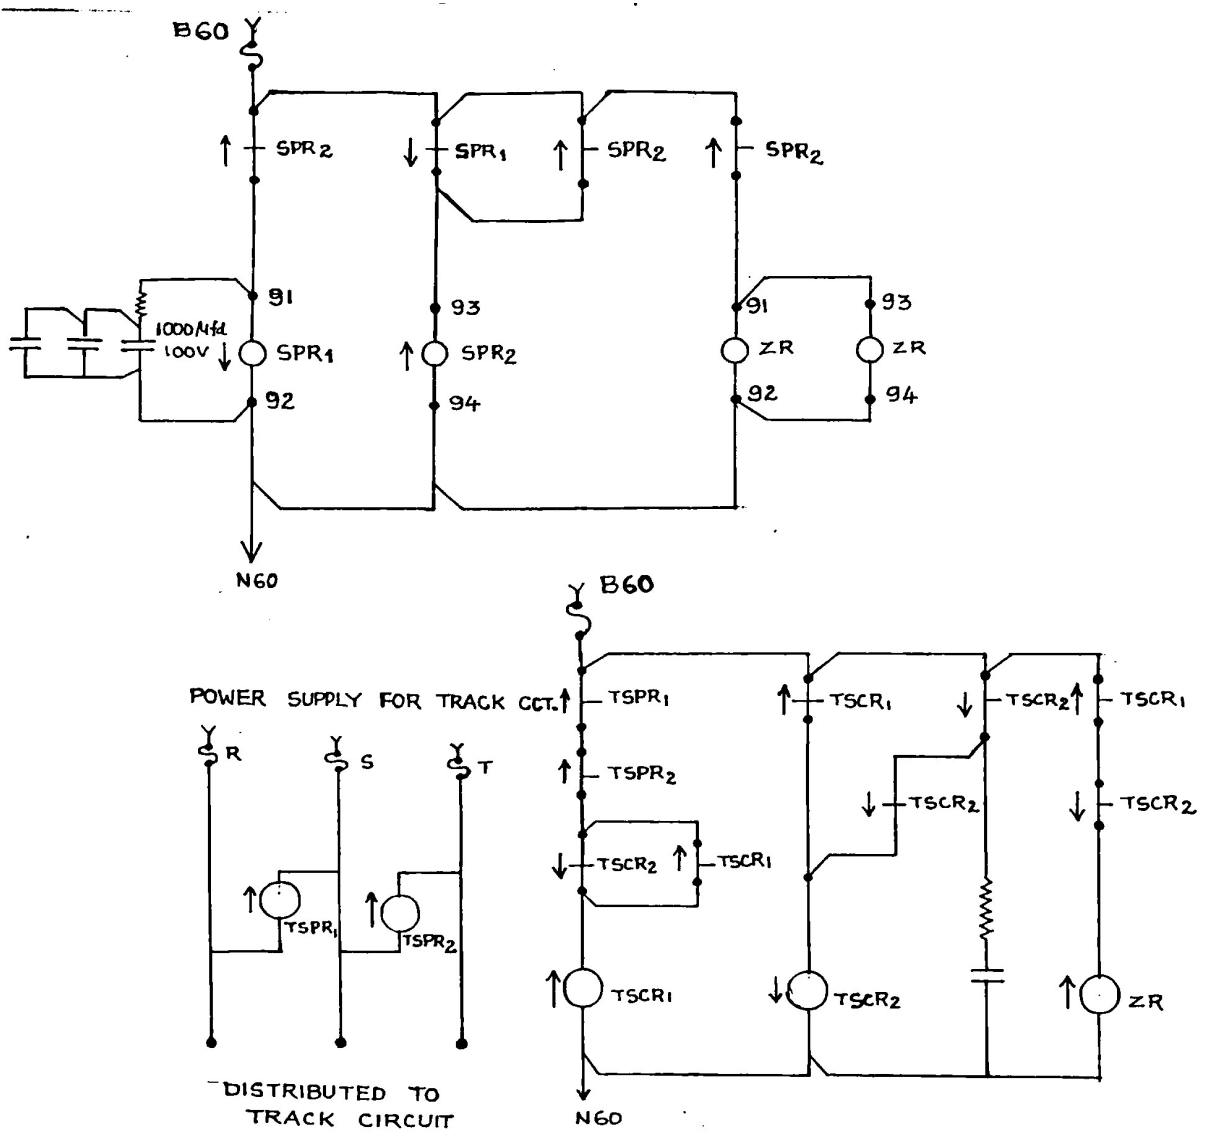 B60
SPR2
SPR1
SPR2
SPR2
91
93
91
93
1000 Mfd
100V
SPR1
SPR2
ZR
ZR
92
94
92
94
N60
B60
POWER SUPPLY FOR TRACK CCT.
TSPR1
TSCR1
TSCR2
TSCR1
R
S
T
TSPR2
TSCR2
TSCR2
TSCR2
TSCR1
TSPR1
TSPR2
TSCR1
TSCR2
ZR
DISTRIBUTED TO
TRACK CIRCUIT
N60